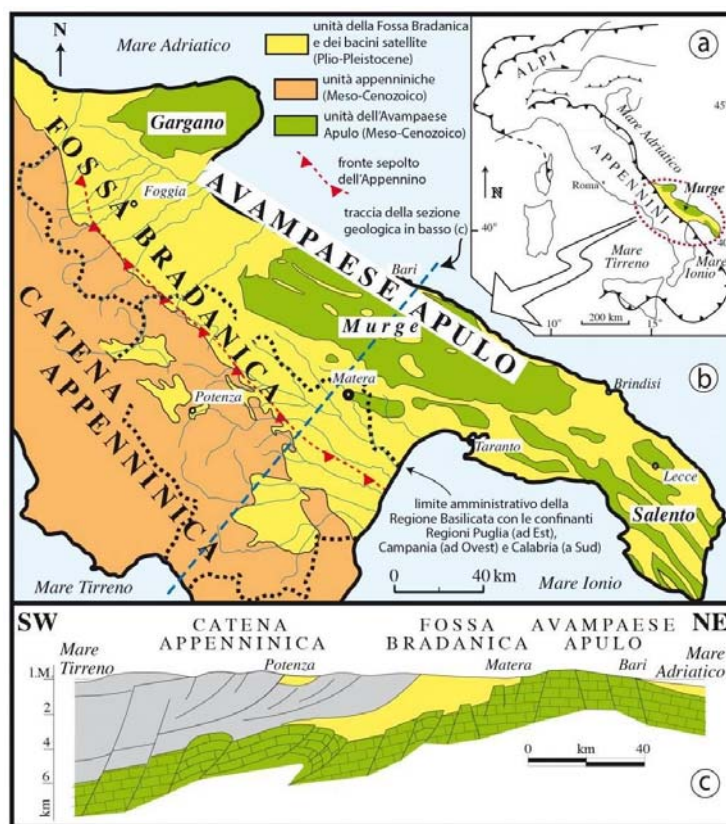 N
Mare Adriatico
unità della Fossa Bradanica
e dei bacini satellite
(Plio-Pleistocene)
unità appenniniche
(Meso-Cenozoico)
unità dell'Avampaese
Apulo (Meso-Cenozoico)
fronte sepolto
dell'Appennino
traccia della sezione
geologica in basso (c)
Gargano
Foggia
FOSSA BRADANICA
AVAMPAESE APULO
CATENA
APPENNINICA
Bari
Murge
Matera
Potenza
Brindisi
Taranto
Lecce
Salento
limite amministrativo della
Regione Basilicata con le confinanti
Regioni Puglia (ad Est),
Campania (ad Ovest) e Calabria (a Sud)
0 40 km
Mare Tirreno
Mare Ionio
b
a
ALPI
45°
Mare Adriatico
APPENNINI
Roma
Murge
N
40°
Mare
Tirreno
Mare
Ionio
10°
200 km
15°
SW
CATENA
APPENNINICA
FOSSA
BRADANICA
AVAMPAESE
APULO
NE
Mare
Tirreno
Potenza
Matera
Bari
Mare
Adriatico
l.M.
2
4
6
km
0 km 40
c